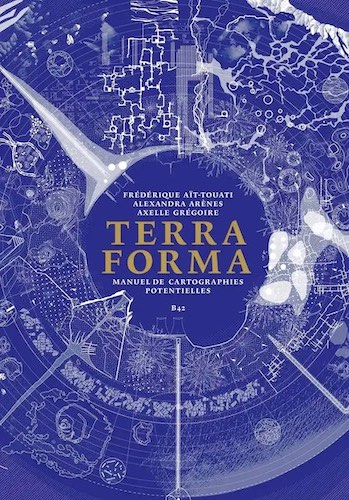 FRÉDÉRIQUE AÏT-TOUATI
ALEXANDRA ARÈNES
AXELLE GRÉGOIRE
TERRA
FORMA
MANUEL DE CARTOGRAPHIES
POTENTIELLES
B42